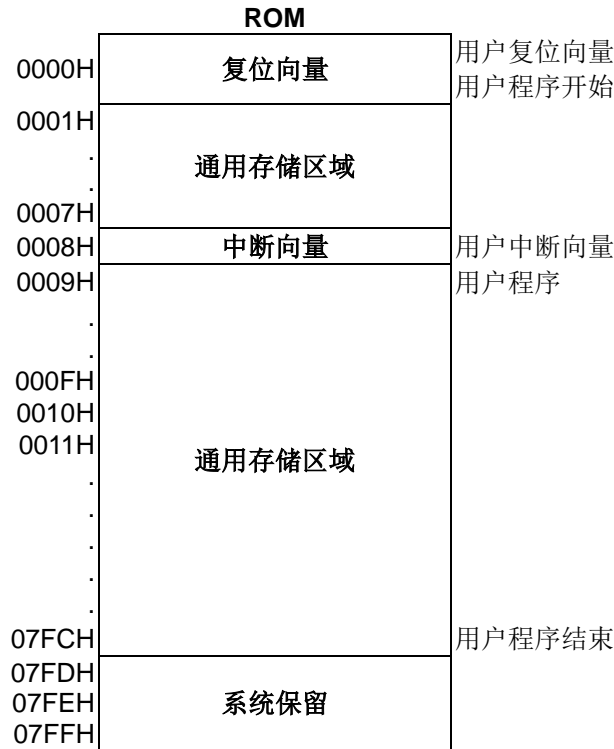 ROM
0000H 复位向量 用户复位向量
用户程序开始
0001H
.
通用存储区域
.
0007H
0008H 中断向量 用户中断向量
0009H 用户程序
.
.
000FH
0010H
0011H
通用存储区域
.
.
.
.
07FCH 用户程序结束
07FDH
07FEH 系统保留
07FFH